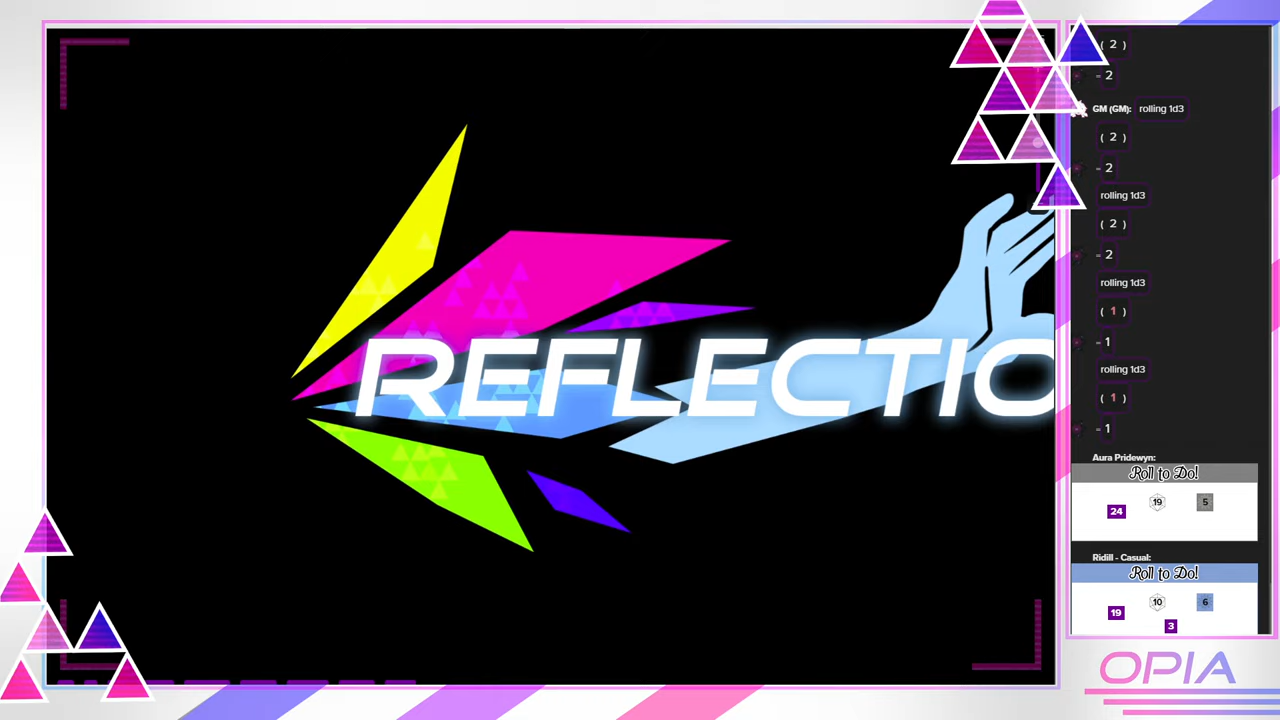 REFLECTIO
( 2 )
= 2
GM (GM): rolling 1d3
( 2 )
= 2
rolling 1d3
( 2 )
= 2
rolling 1d3
( 1 )
= 1
rolling 1d3
( 1 )
= 1
Aura Pridewyn:
Roll to Do!
24 19 5
Ridill - Casual:
Roll to Do!
19 10 6
3
OPIA